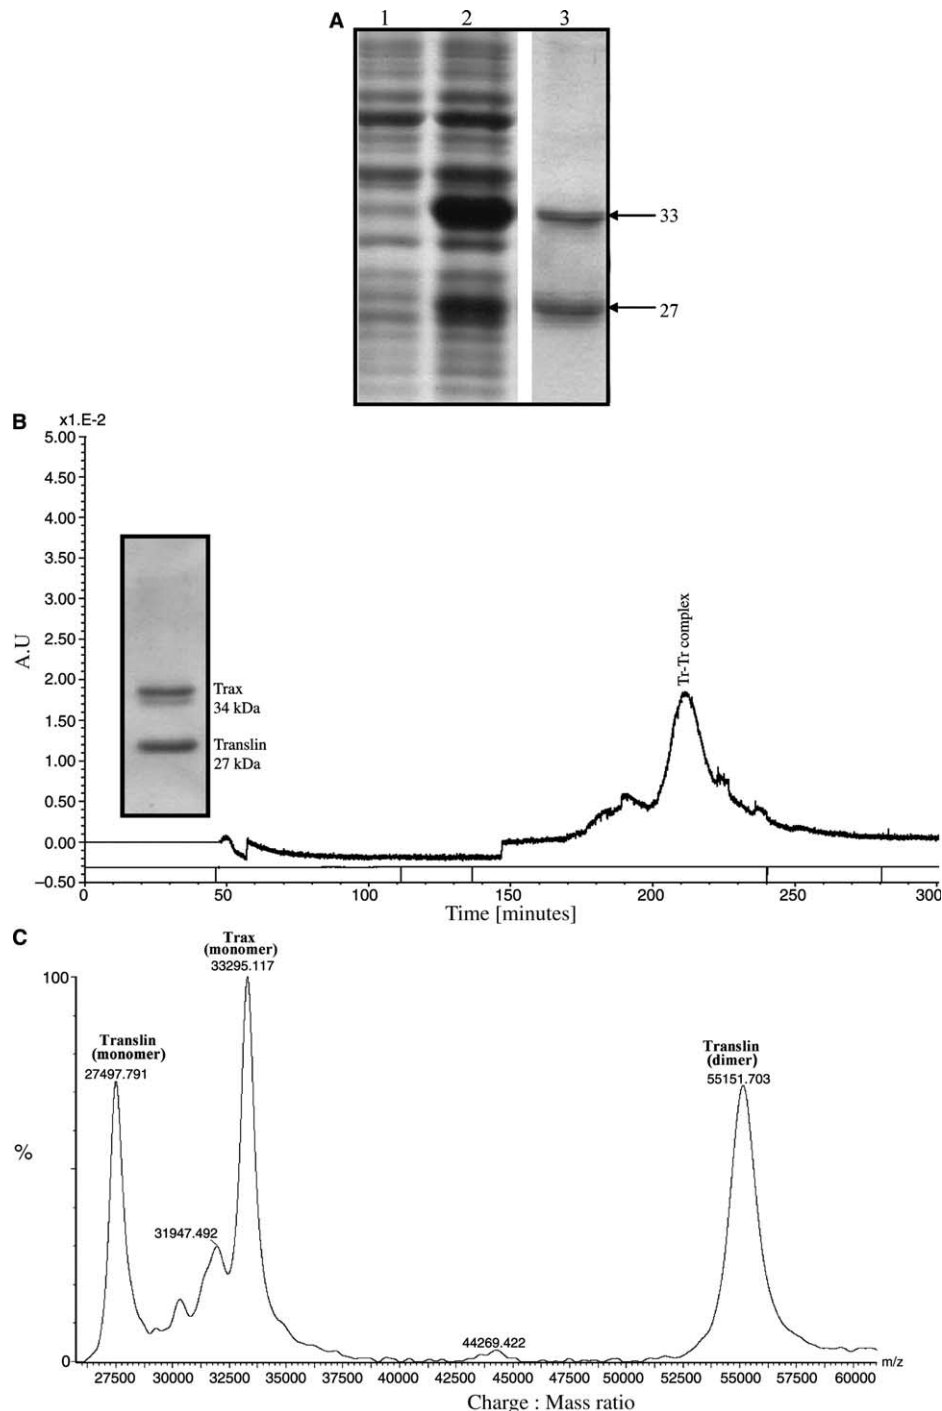 A 1 2 3
33
27
B x1.E-2
5.00
4.50
4.00
3.50
3.00
2.50
2.00
1.50
1.00
0.50
0.00
–0.50
A.U
Trax
34 kDa
Translin
27 kDa
Tr-Tr complex
0 50 100 150 200 250 300
Time [minutes]
C
Trax
(monomer)
33295.117
100
Translin
(monomer)
27497.791
Translin
(dimer)
55151.703
%
31947.492
44269.422
0
m/z
27500 30000 32500 35000 37500 40000 42500 45000 47500 50000 52500 55000 57500 60000
Charge : Mass ratio